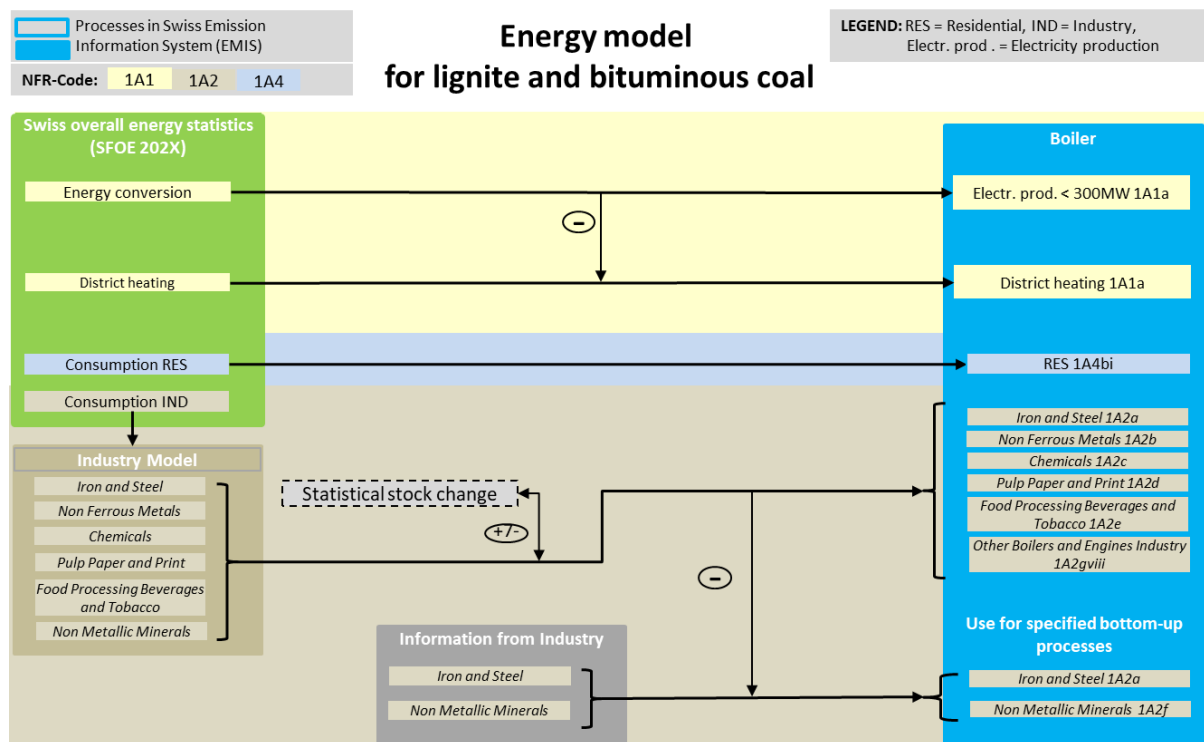 Processes in Swiss Emission
Information System (EMIS)
NFR-Code: 1A1 1A2 1A4
Energy model
for lignite and bituminous coal
LEGEND: RES = Residential, IND = Industry,
Electr. prod . = Electricity production
Swiss overall energy statistics
(SFOE 202X)
Energy conversion
District heating
Consumption RES
Consumption IND
Industry Model
Iron and Steel
Non Ferrous Metals
Chemicals
Pulp Paper and Print
Food Processing Beverages
and Tobacco
Non Metallic Minerals
–
Statistical stock change
+/-
–
Information from Industry
Iron and Steel
Non Metallic Minerals
Boiler
Electr. prod. < 300MW 1A1a
District heating 1A1a
RES 1A4bi
Iron and Steel 1A2a
Non Ferrous Metals 1A2b
Chemicals 1A2c
Pulp Paper and Print 1A2d
Food Processing Beverages and
Tobacco 1A2e
Other Boilers and Engines Industry
1A2gviii
Use for specified bottom-up
processes
Iron and Steel 1A2a
Non Metallic Minerals 1A2f